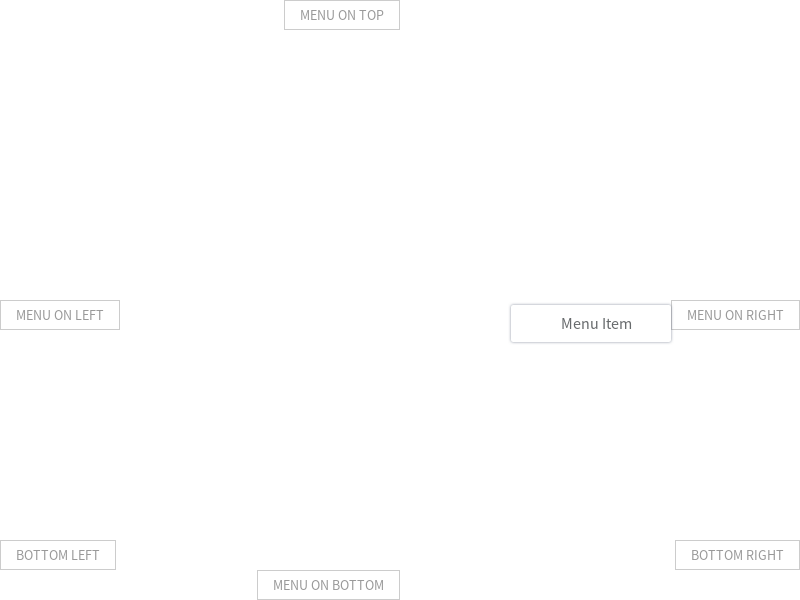 MENU ON TOP
MENU ON LEFT
Menu Item
MENU ON RIGHT
BOTTOM LEFT
BOTTOM RIGHT
MENU ON BOTTOM